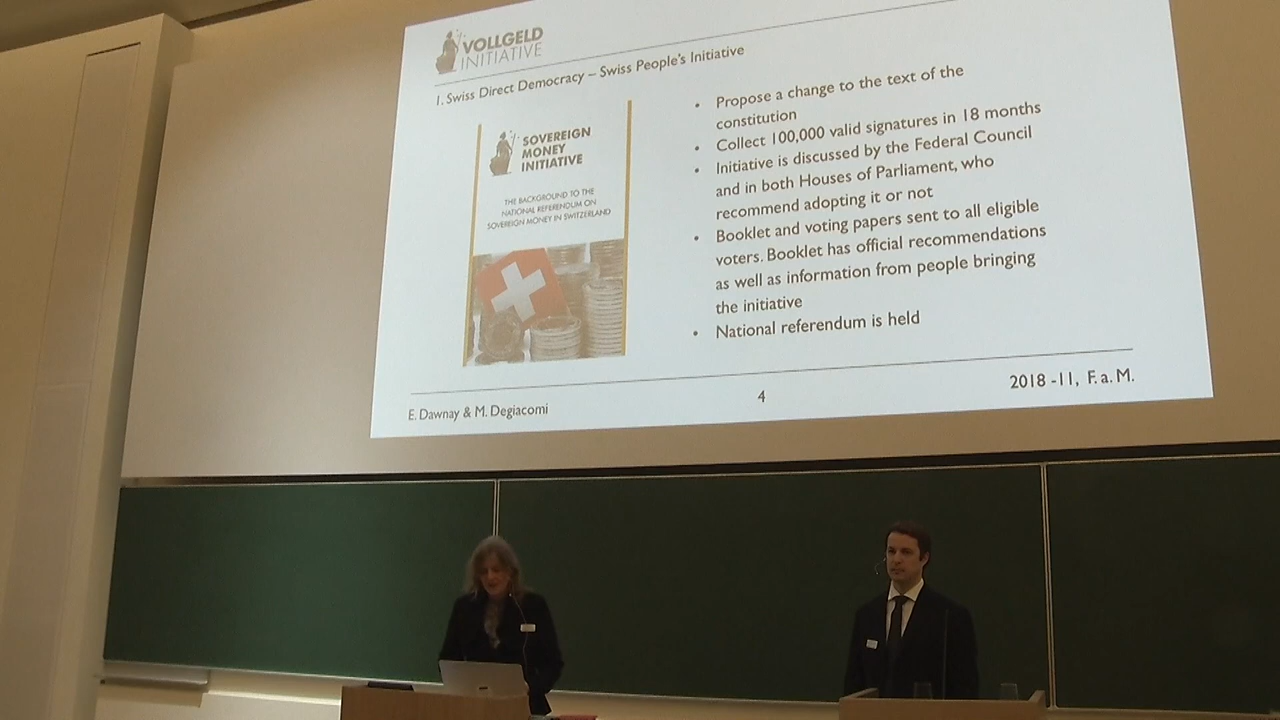 VOLLGELD
INITIATIVE
1. Swiss Direct Democracy – Swiss People's Initiative
SOVEREIGN
MONEY
INITIATIVE
THE BACKGROUND TO THE
NATIONAL REFERENDUM ON
SOVEREIGN MONEY IN SWITZERLAND
• Propose a change to the text of the
constitution
• Collect 100,000 valid signatures in 18 months
• Initiative is discussed by the Federal Council
and in both Houses of Parliament, who
recommend adopting it or not
• Booklet and voting papers sent to all eligible
voters. Booklet has official recommendations
as well as information from people bringing
the initiative
• National referendum is held
E. Dawnay & M. Degiacomi
4
2018 -11, F. a. M.